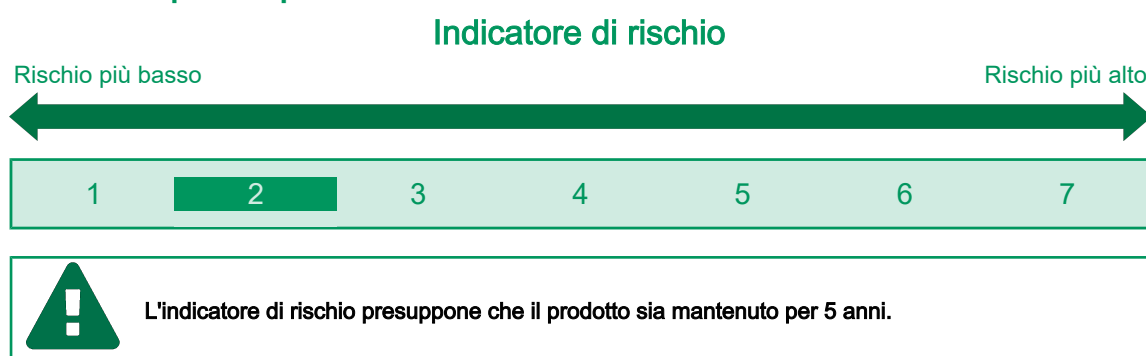 Indicatore di rischio
Rischio più basso Rischio più alto
1 2 3 4 5 6 7
L'indicatore di rischio presuppone che il prodotto sia mantenuto per 5 anni.